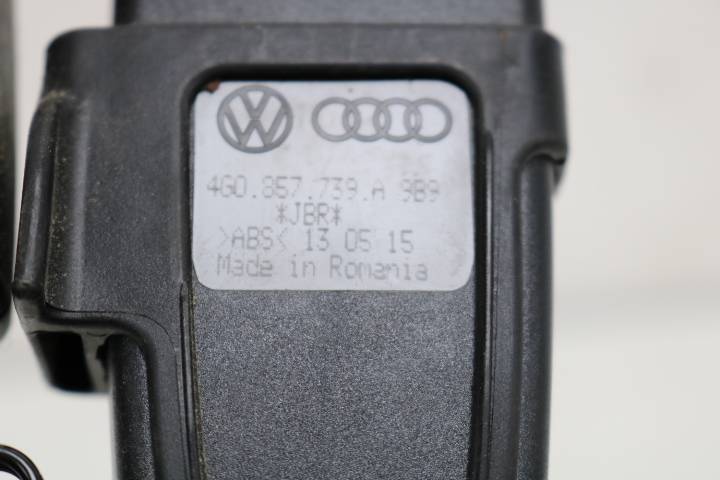 4G0.857.739.A 9B9
*JBR*
>ABS< 13 05 15
Made in Romania